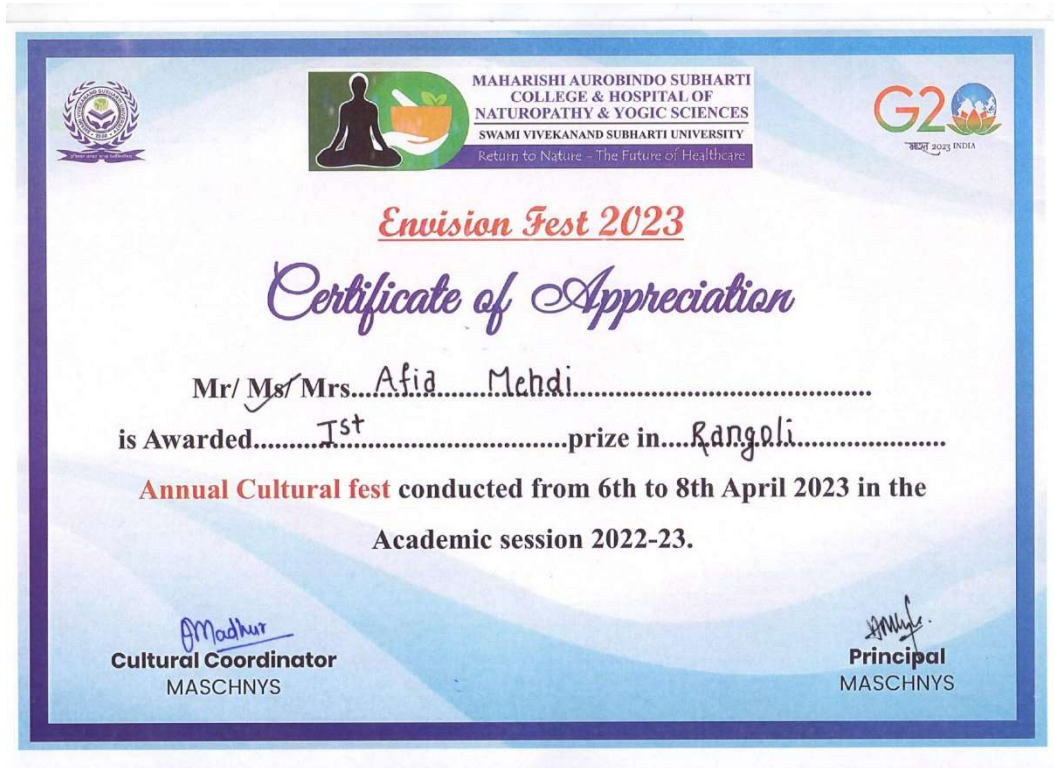 MAHARISHI AUROBINDO SUBHARTI
COLLEGE & HOSPITAL OF
NATUROPATHY & YOGIC SCIENCES
SWAMI VIVEKANAND SUBHARTI UNIVERSITY
Return to Nature – The Future of Healthcare
G20
भारत 2023 INDIA
Envision Fest 2023
Certificate of Appreciation
Mr/ Ms/ Mrs...Afia Mehdi...
is Awarded...Ist...prize in...Rangoli...
Annual Cultural fest conducted from 6th to 8th April 2023 in the
Academic session 2022-23.
Madhur
Cultural Coordinator
MASCHNYS
Principal
MASCHNYS